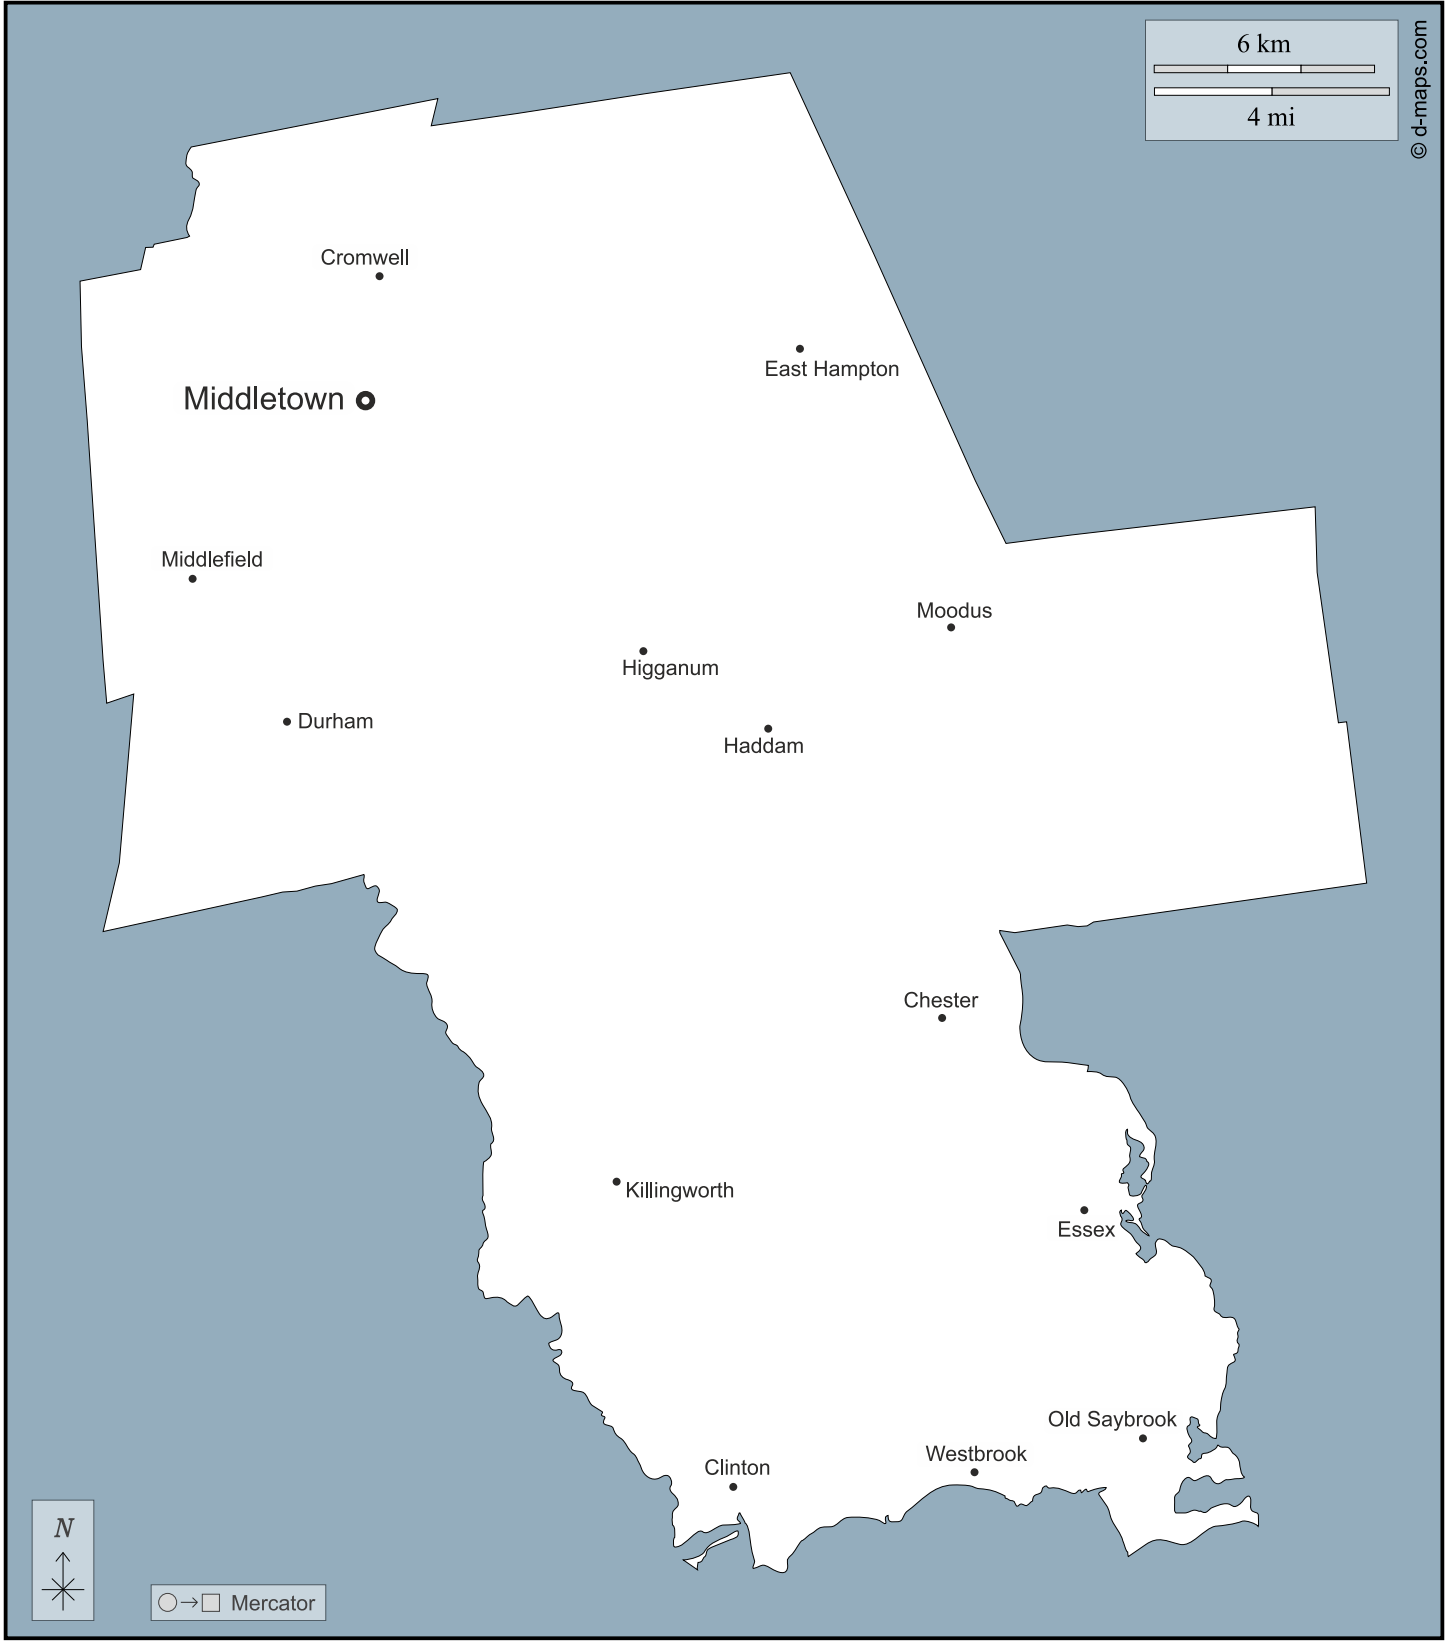 6 km
4 mi
© d-maps.com
Cromwell
East Hampton
Middletown
Middlefield
Moodus
Higganum
Durham
Haddam
Chester
Killingworth
Essex
Old Saybrook
Westbrook
Clinton
N
Mercator